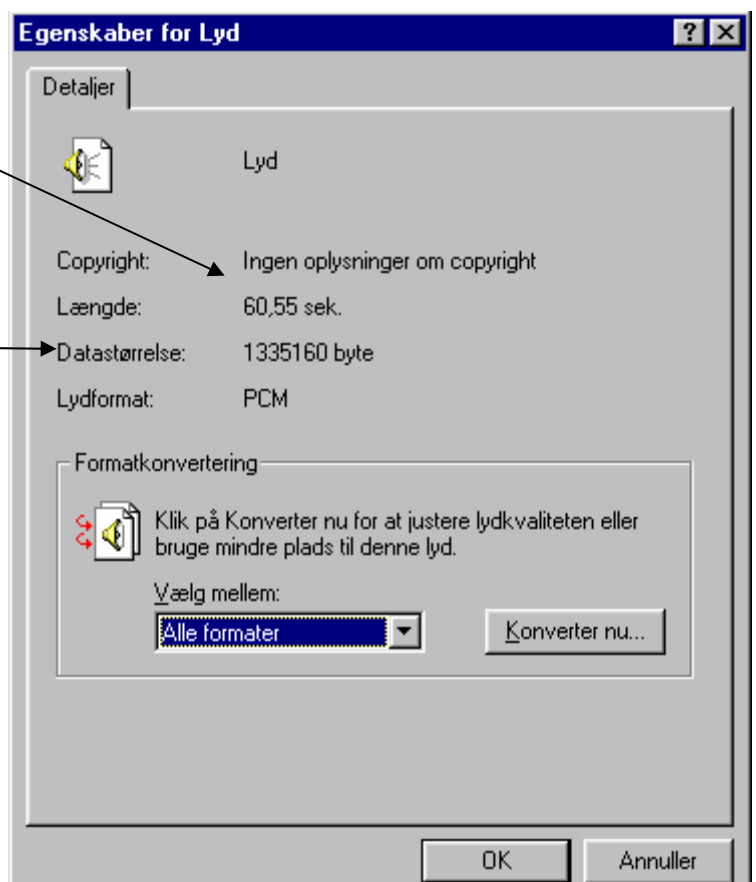 Egenskaber for Lyd
Detaljer
Lyd
Copyright: Ingen oplysninger om copyright
Længde: 60,55 sek.
Datastørrelse: 1335160 byte
Lydformat: PCM
Formatkonvertering
Klik på Konverter nu for at justere lydkvaliteten eller
bruge mindre plads til denne lyd.
Vælg mellem:
Alle formater Konverter nu...
OK Annuller